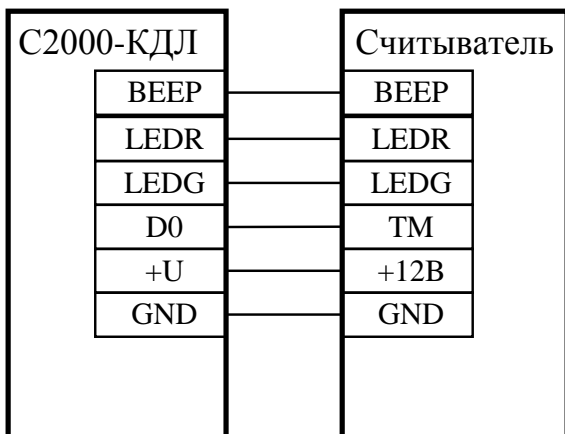 С2000-КДЛ Считыватель
BEEP BEEP
LEDR LEDR
LEDG LEDG
D0 TM
+U +12В
GND GND